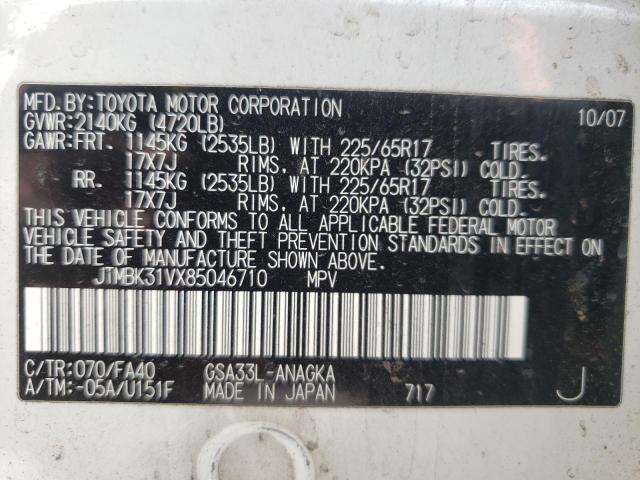 MFD. BY: TOYOTA MOTOR CORPORATION 10/07
GVWR: 2140KG (4720LB)
GAWR: FRT. 1145KG (2535LB) WITH 225/65R17 TIRES.
17X7J RIMS, AT 220KPA (32PSI) COLD.
RR. 1145KG (2535LB) WITH 225/65R17 TIRES.
17X7J RIMS, AT 220KPA (32PSI) COLD.
THIS VEHICLE CONFORMS TO ALL APPLICABLE FEDERAL MOTOR
VEHICLE SAFETY AND THEFT PREVENTION STANDARDS IN EFFECT ON
THE DATE OF MANUFACTURE SHOWN ABOVE.
JTMBK31VX85046710 MPV
C/TR: 070/FA40 GSA33L-ANAGKA
A/TM: -05A/U151F MADE IN JAPAN 717 J